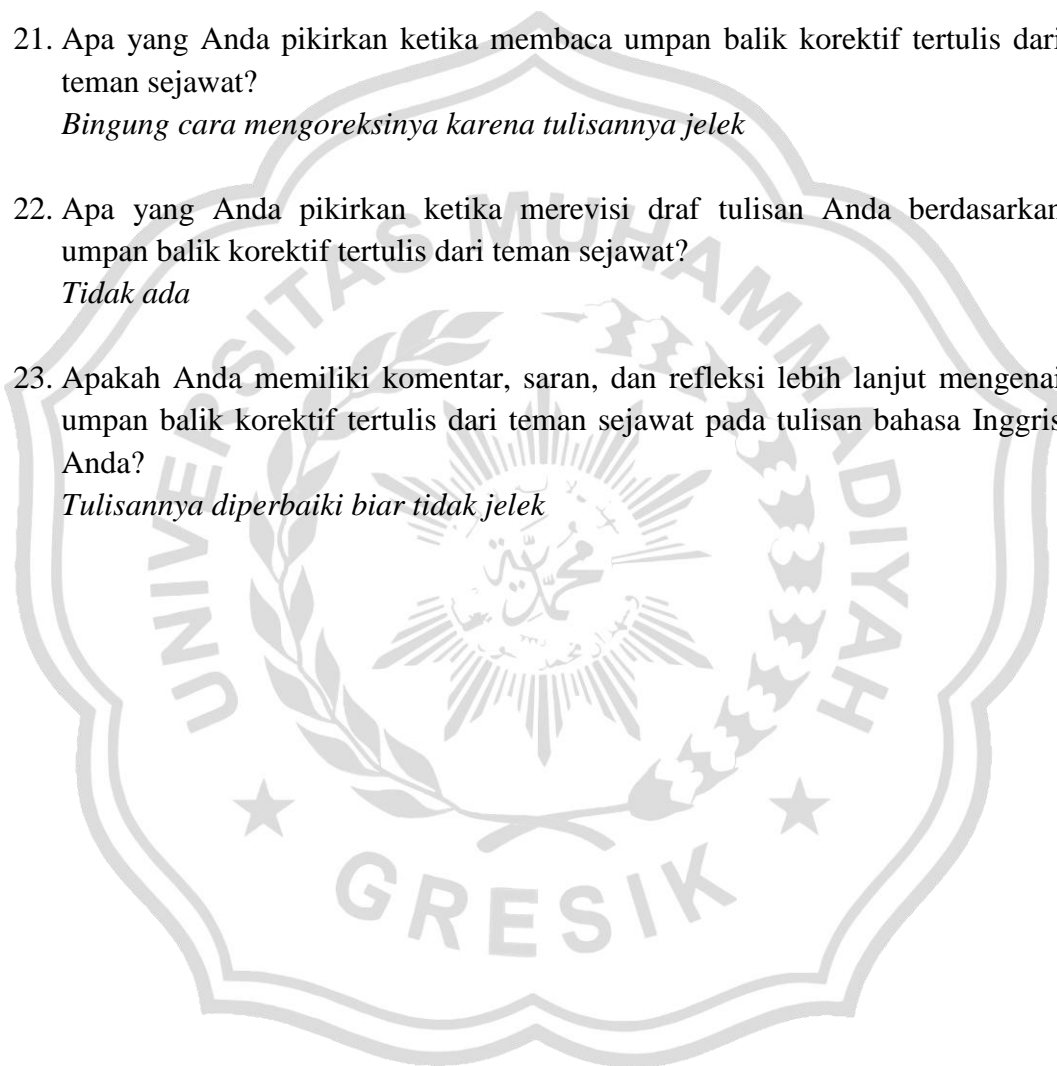 21. Apa yang Anda pikirkan ketika membaca umpan balik korektif tertulis dari
teman sejawat?
Bingung cara mengoreksinya karena tulisannya jelek
22. Apa yang Anda pikirkan ketika merevisi draf tulisan Anda berdasarkan
umpan balik korektif tertulis dari teman sejawat?
Tidak ada
23. Apakah Anda memiliki komentar, saran, dan refleksi lebih lanjut mengenai
umpan balik korektif tertulis dari teman sejawat pada tulisan bahasa Inggris
Anda?
Tulisannya diperbaiki biar tidak jelek
UNIVERSITAS MUHAMMADIYAH
GRESIK